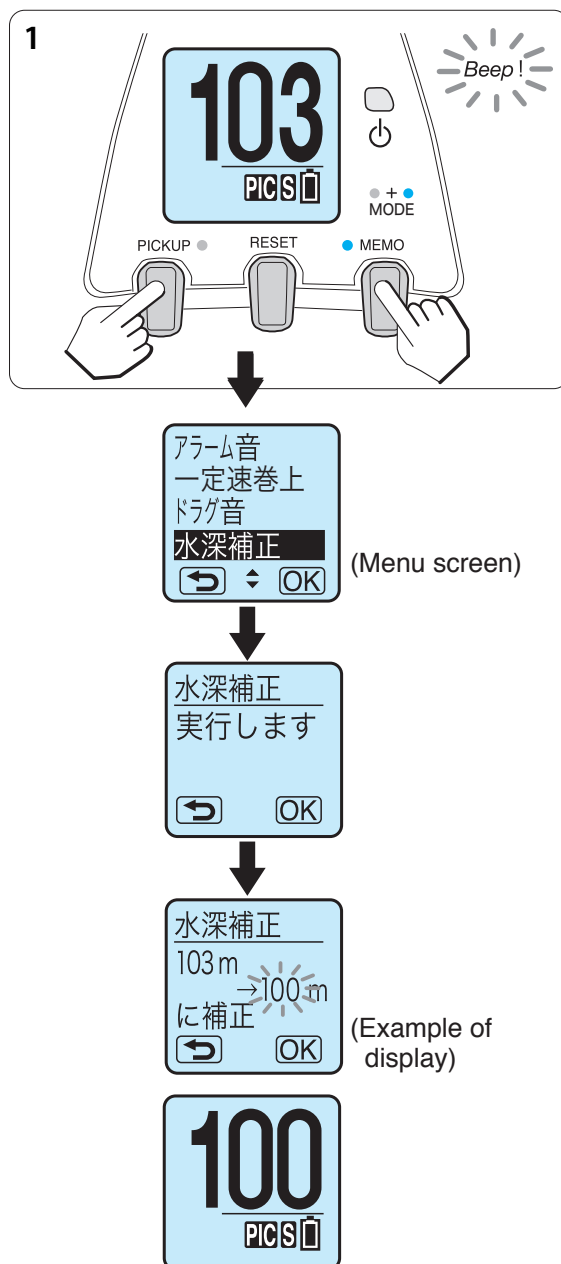 1
103
PIC S
Beep!
+
MODE
PICKUP
RESET
MEMO
アラーム音
一定速巻上
ドラグ音
水深補正
OK
(Menu screen)
水深補正
実行します
OK
水深補正
103m
→100m
に補正
OK
(Example of
display)
100
PIC S